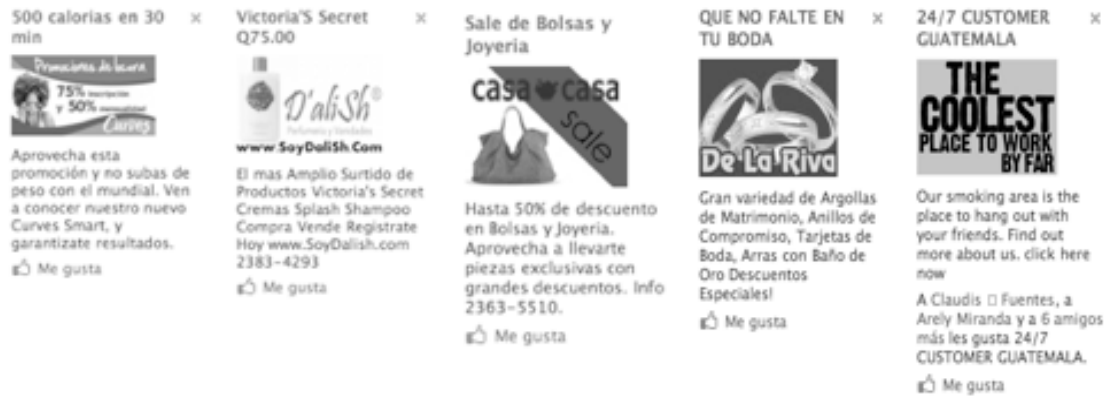 500 calorias en 30
min
Promociones de locura
75% inscripción
y 50% mensualidad
Curves
Aprovecha esta
promoción y no subas de
peso con el mundial. Ven
a conocer nuestro nuevo
Curves Smart, y
garantizate resultados.
Me gusta
Victoria'S Secret
Q75.00
D'aliSh®
Perfumeria y Variedades
www.SoyDaliSh.Com
El mas Amplio Surtido de
Productos Victoria's Secret
Cremas Splash Shampoo
Compra Vende Registrate
Hoy www.SoyDalish.com
2383-4293
Me gusta
Sale de Bolsas y
Joyeria
casa casa
sale
Hasta 50% de descuento
en Bolsas y Joyeria.
Aprovecha a llevarte
piezas exclusivas con
grandes descuentos. Info
2363-5510.
Me gusta
QUE NO FALTE EN
TU BODA
De La Riva
Gran variedad de Argollas
de Matrimonio, Anillos de
Compromiso, Tarjetas de
Boda, Arras con Baño de
Oro Descuentos
Especiales!
Me gusta
24/7 CUSTOMER
GUATEMALA
THE
COOLEST
PLACE TO WORK
BY FAR
Our smoking area is the
place to hang out with
your friends. Find out
more about us. click here
now
A Claudis □ Fuentes, a
Arely Miranda y a 6 amigos
más les gusta 24/7
CUSTOMER GUATEMALA.
Me gusta